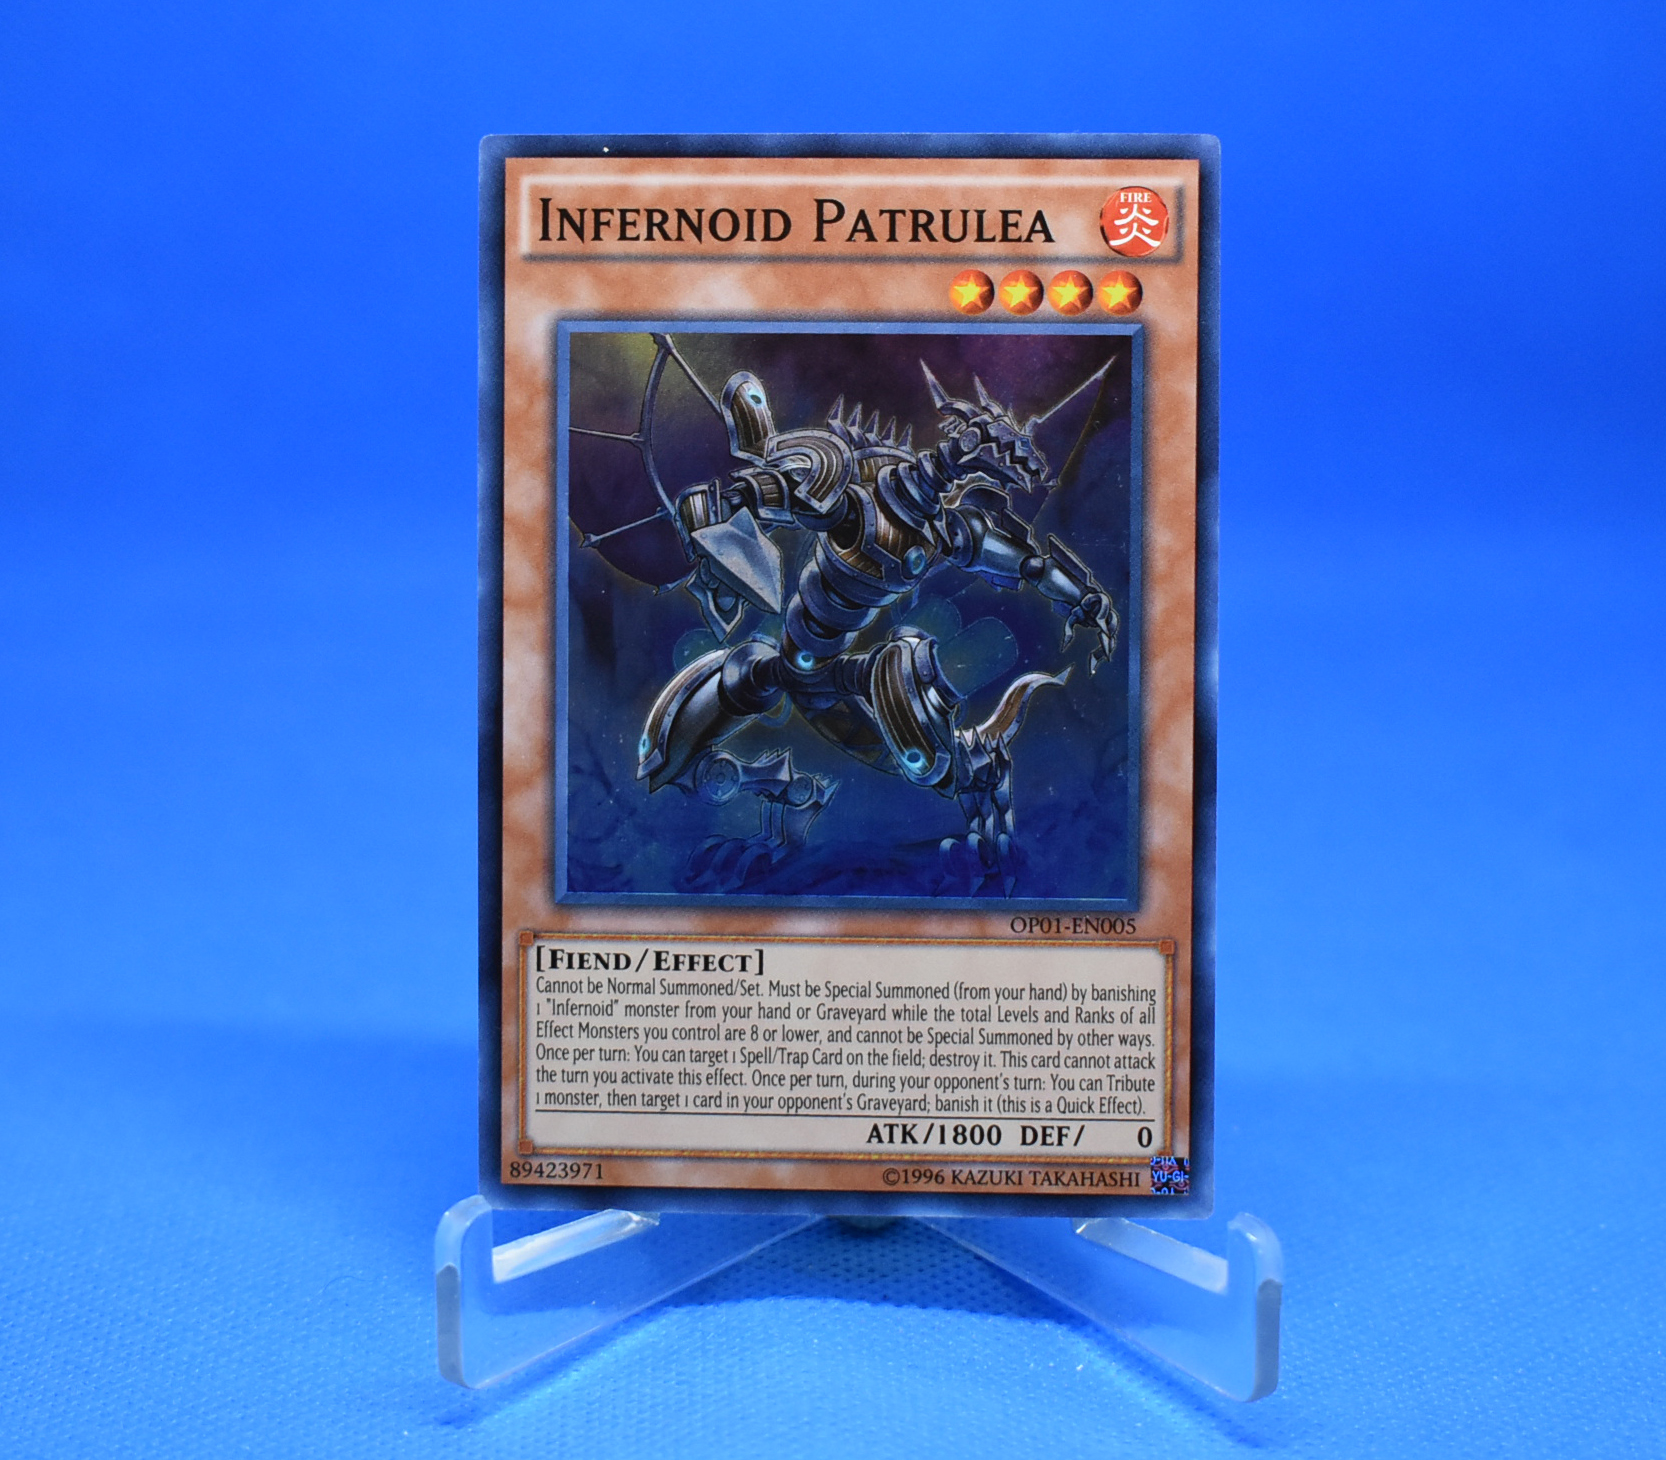 INFERNOID PATRULEA
FIRE
炎
OP01-EN005
[FIEND/EFFECT]
Cannot be Normal Summoned/Set. Must be Special Summoned (from your hand) by banishing
1 "Infernoid" monster from your hand or Graveyard while the total Levels and Ranks of all
Effect Monsters you control are 8 or lower, and cannot be Special Summoned by other ways.
Once per turn: You can target 1 Spell/Trap Card on the field; destroy it. This card cannot attack
the turn you activate this effect. Once per turn, during your opponent's turn: You can Tribute
1 monster, then target 1 card in your opponent's Graveyard; banish it (this is a Quick Effect).
ATK/1800 DEF/ 0
89423971
©1996 KAZUKI TAKAHASHI
YU-GI-